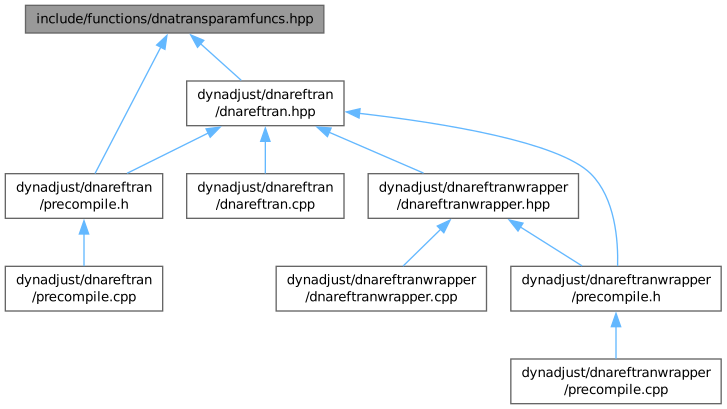 include/functions/dnatransparamfuncs.hpp
dynadjust/dnareftran
/dnareftran.hpp
dynadjust/dnareftran
/precompile.h
dynadjust/dnareftran
/dnareftran.cpp
dynadjust/dnareftranwrapper
/dnareftranwrapper.hpp
dynadjust/dnareftran
/precompile.cpp
dynadjust/dnareftranwrapper
/dnareftranwrapper.cpp
dynadjust/dnareftranwrapper
/precompile.h
dynadjust/dnareftranwrapper
/precompile.cpp